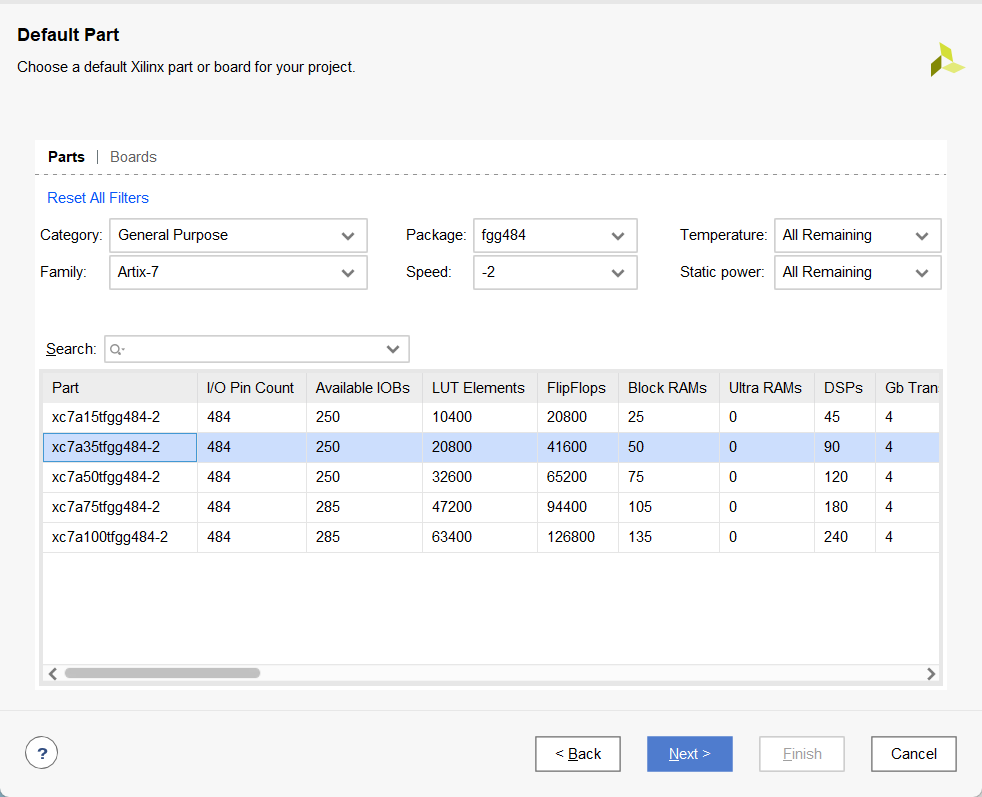 Default Part
Choose a default Xilinx part or board for your project.
Parts | Boards
Reset All Filters
Category: General Purpose Package: fgg484 Temperature: All Remaining
Family: Artix-7 Speed: -2 Static power: All Remaining
Search:
Part I/O Pin Count Available IOBs LUT Elements FlipFlops Block RAMs Ultra RAMs DSPs Gb Tran
xc7a15tfgg484-2 484 250 10400 20800 25 0 45 4
xc7a35tfgg484-2 484 250 20800 41600 50 0 90 4
xc7a50tfgg484-2 484 250 32600 65200 75 0 120 4
xc7a75tfgg484-2 484 285 47200 94400 105 0 180 4
xc7a100tfgg484-2 484 285 63400 126800 135 0 240 4
? < Back Next > Finish Cancel